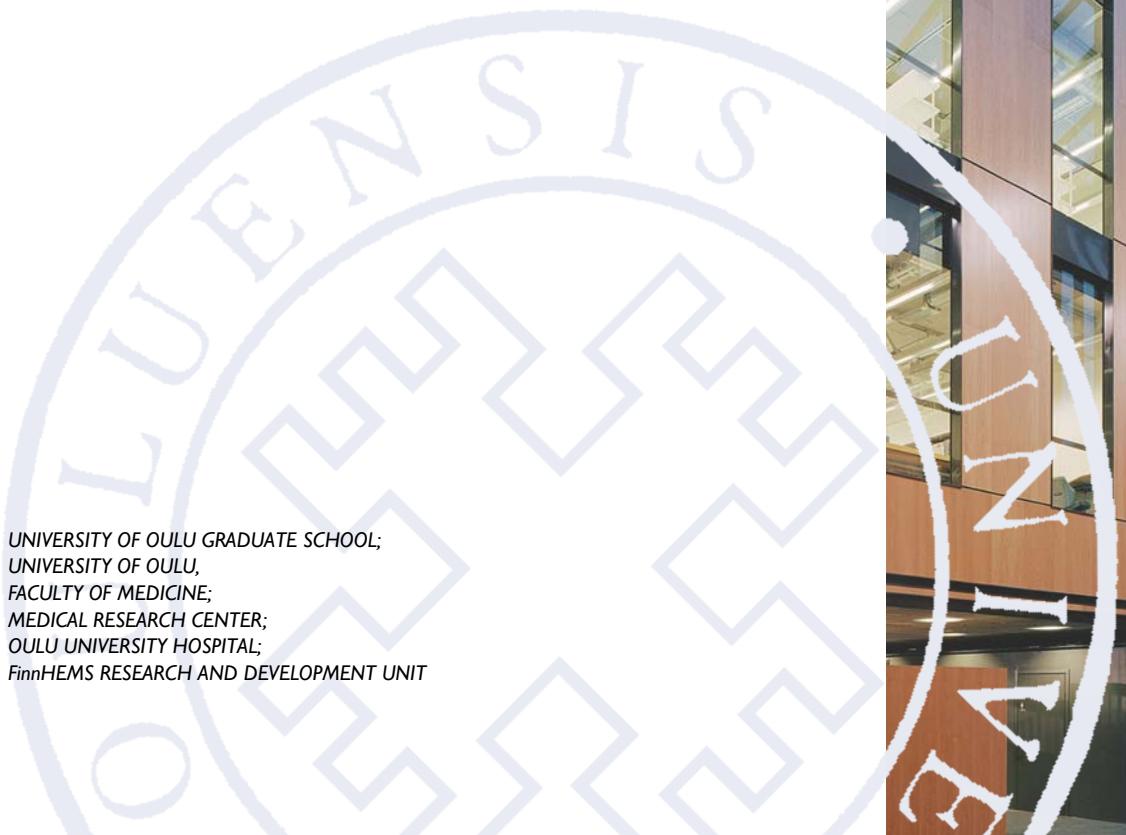 OULUENSIS • UNIVE
UNIVERSITY OF OULU GRADUATE SCHOOL;
UNIVERSITY OF OULU,
FACULTY OF MEDICINE;
MEDICAL RESEARCH CENTER;
OULU UNIVERSITY HOSPITAL;
FinnHEMS RESEARCH AND DEVELOPMENT UNIT